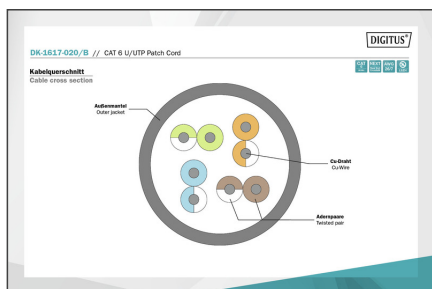 DIGITUS®
DK-1617-020/B // CAT 6 U/UTP Patch Cord
Kabelquerschnitt
Cable cross section
Außenmantel
Outer jacket
Cu-Draht
Cu-Wire
Adernpaare
Twisted pair